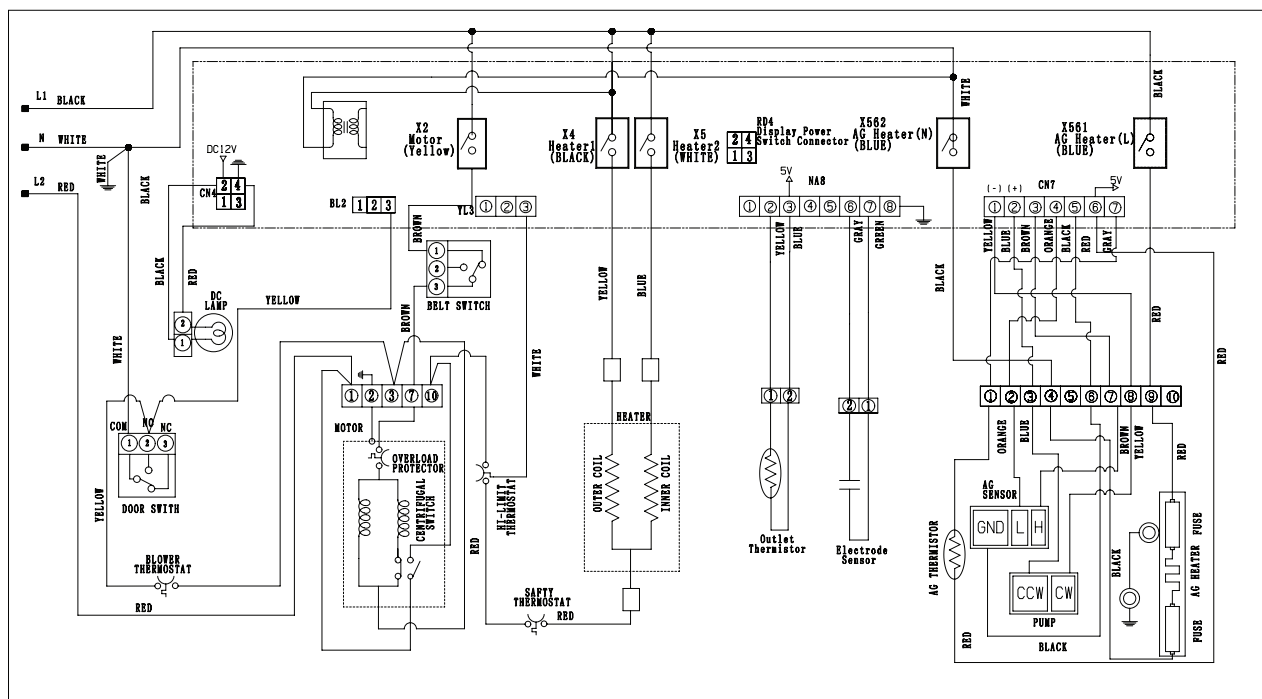 L1 BLACK
N WHITE
L2 RED
WHITE
BLACK
DC12V
CN4
2 4
1 3
X2
Motor
(Yellow)
X4
Heater1
(BLACK)
X5
Heater2
(WHITE)
RD4
Display Power
Switch Connector
2 4
1 3
X562
AG Heater(N)
(BLUE)
WHITE
X561
AG Heater(L)
(BLUE)
BLACK
BL2 1 2 3
YL3 1 2 3
5V
NA8
1 2 3 4 5 6 7 8
(-) (+) CN7 5V
1 2 3 4 5 6 7
BROWN
YELLOW
BLUE
GRAY
GREEN
YELLOW
BLUE
BROWN
ORANGE
BLACK
RED
GRAY
BLACK
RED
DC
LAMP
2
1
YELLOW
1
2
3
BELT SWITCH
BROWN
YELLOW
BLUE
BLACK
RED
RED
WHITE
WHITE
1 2 3 7 10
1 2
2 1
1 2 3 4 5 6 7 8 9 10
COM NO NC
1 2 3
DOOR SWITH
YELLOW
MOTOR
OVERLOAD
PROTECTOR
CENTRIFUGAL
SWITCH
RED
HI-LIMIT
THERMOSTAT
HEATER
OUTER COIL
INNER COIL
Outlet
Thermistor
Electrode
Sensor
ORANGE
BLUE
BROWN
YELLOW
RED
AG
SENSOR
GND L H
AG THERMISTOR
CCW CW
PUMP
BLACK
FUSE
AG HEATER
FUSE
BLOWER
THERMOSTAT
RED
SAFTY
THERMOSTAT
RED
RED
BLACK